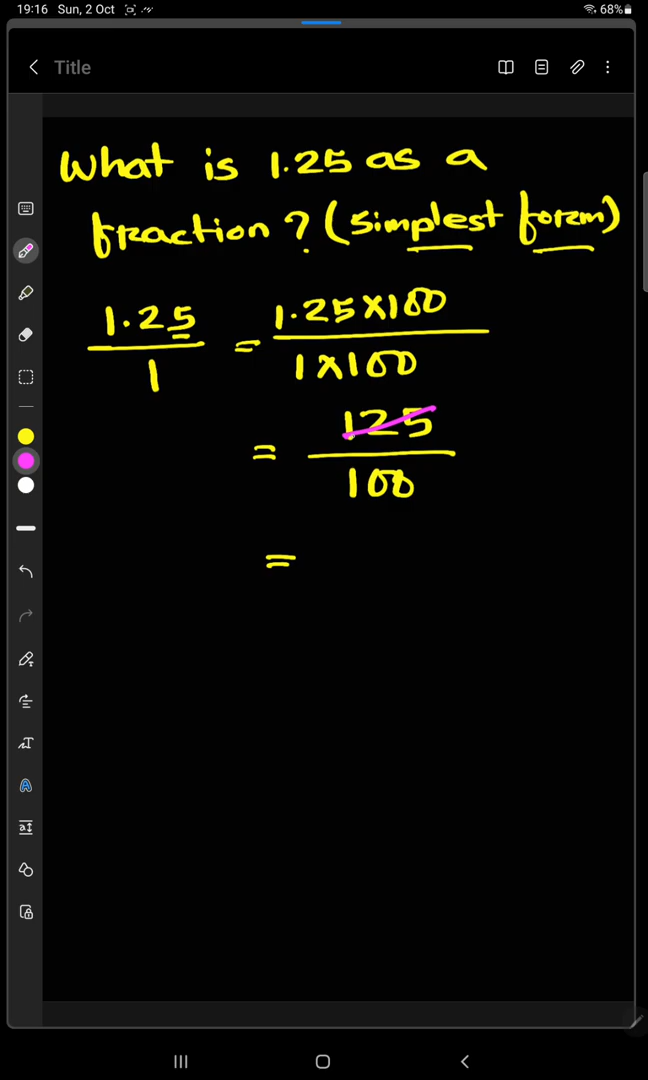 19:16 Sun, 2 Oct 68%
Title
What is 1.25 as a
fraction? (simplest form)
1.25/1 = 1.25×100/1×100
= 125/100
=